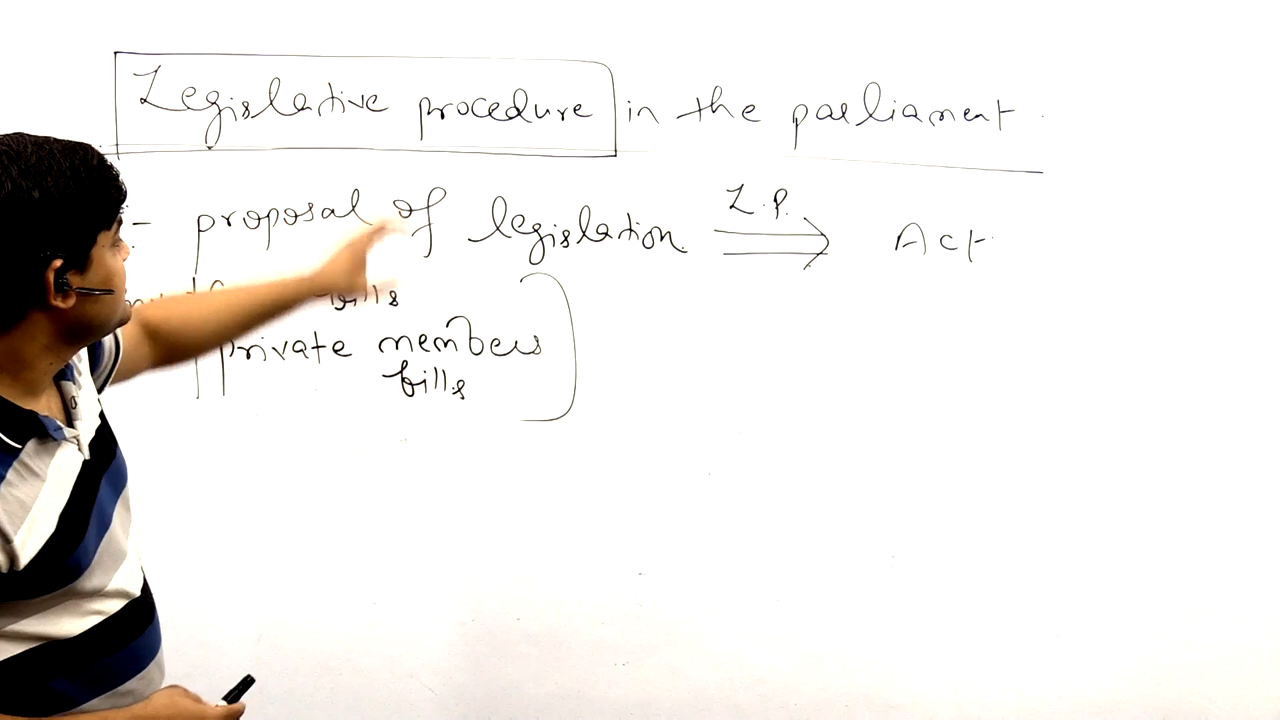 Legislative procedure in the parliament.
:- proposal of legislation L.P. ⇒ Act
bills
private members
bills